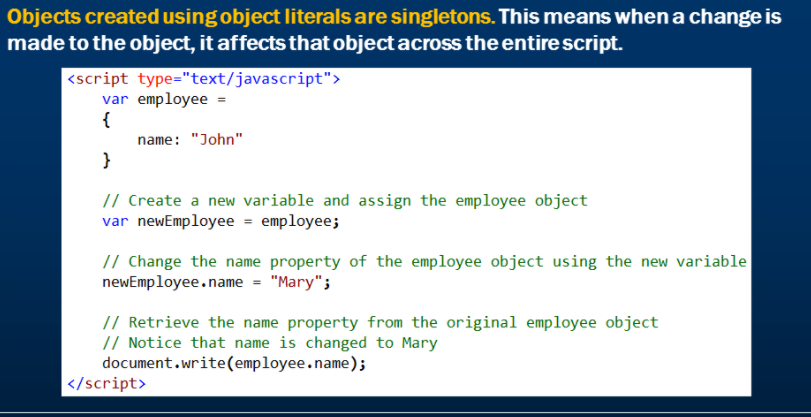 Objects created using object literals are singletons. This means when a change is
made to the object, it affects that object across the entire script.
<script type="text/javascript">
var employee =
{
name: "John"
}
// Create a new variable and assign the employee object
var newEmployee = employee;
// Change the name property of the employee object using the new variable
newEmployee.name = "Mary";
// Retrieve the name property from the original employee object
// Notice that name is changed to Mary
document.write(employee.name);
</script>